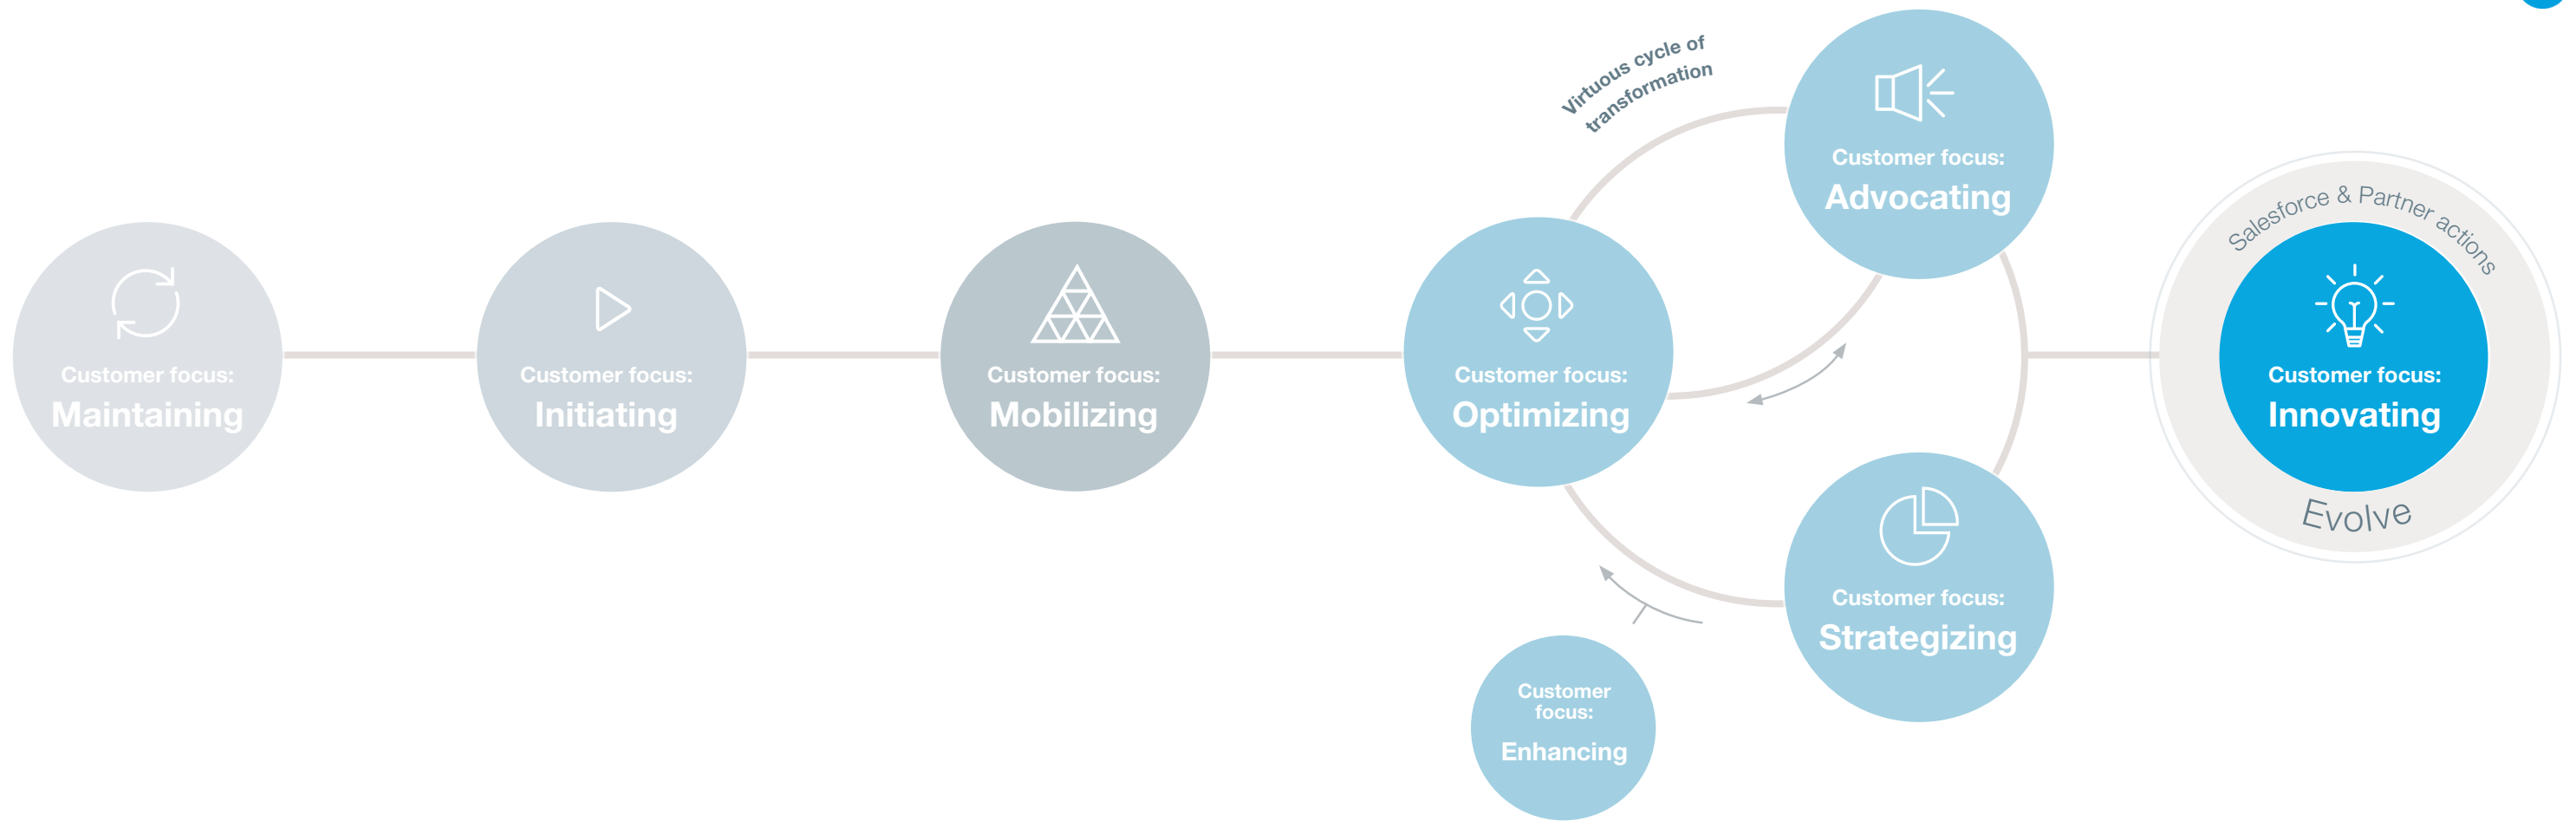 Customer focus:
Maintaining
Customer focus:
Initiating
Customer focus:
Mobilizing
Customer focus:
Optimizing
Virtuous cycle of
transformation
Customer focus:
Advocating
Customer focus:
Strategizing
Customer
focus:
Enhancing
Salesforce & Partner actions
Customer focus:
Innovating
Evolve